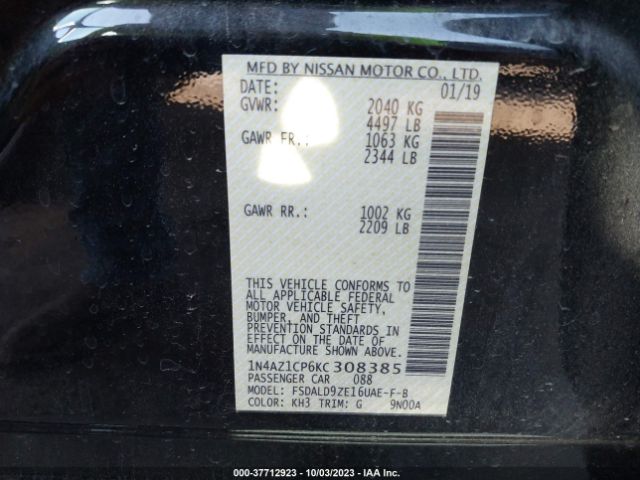 MFD BY NISSAN MOTOR CO., LTD.
DATE: 01/19
GVWR: 2040 KG
4497 LB
GAWR FR.: 1063 KG
2344 LB
GAWR RR.: 1002 KG
2209 LB
THIS VEHICLE CONFORMS TO
ALL APPLICABLE FEDERAL
MOTOR VEHICLE SAFETY,
BUMPER, AND THEFT
PREVENTION STANDARDS IN
EFFECT ON THE DATE OF
MANUFACTURE SHOWN ABOVE.
1N4AZ1CP6KC308385
PASSENGER CAR 088
MODEL: FSDALD9ZE16UAE-F-B
COLOR: KH3 TRIM: G 9N00A
000-37712923 - 10/03/2023 - IAA Inc.